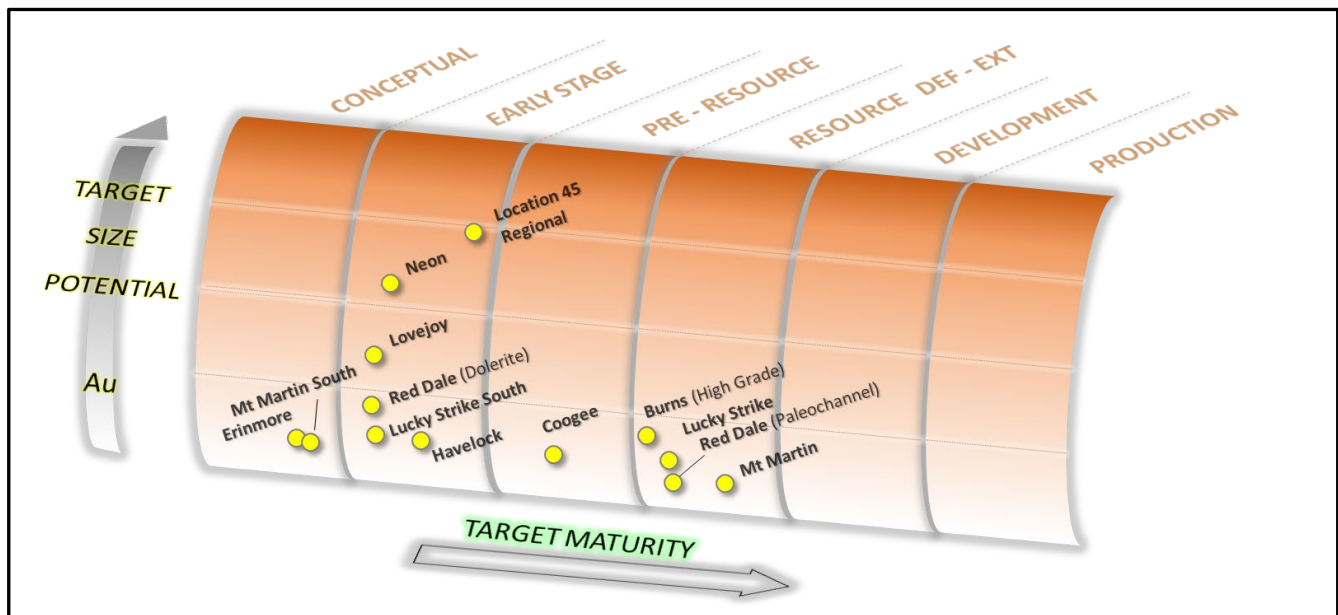 CONCEPTUAL
EARLY STAGE
PRE - RESOURCE
RESOURCE DEF - EXT
DEVELOPMENT
PRODUCTION
TARGET
SIZE
POTENTIAL
Au
Location 45
Regional
Neon
Lovejoy
Mt Martin South
Erinmore
Red Dale (Dolerite)
Lucky Strike South
Havelock
Coogee
Burns (High Grade)
Lucky Strike
Red Dale (Paleochannel)
Mt Martin
TARGET MATURITY